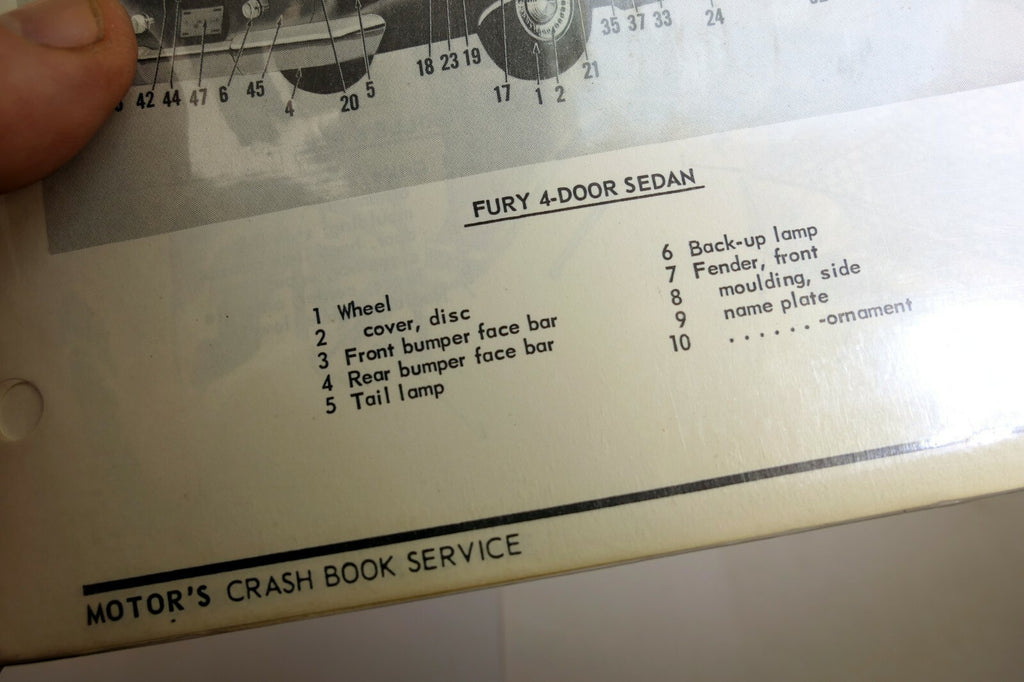 42 44 47 6 45 4 20 5 18 23 19 17 1 2 21 35 37 33 24
FURY 4-DOOR SEDAN
1 Wheel
2 cover, disc
3 Front bumper face bar
4 Rear bumper face bar
5 Tail lamp
6 Back-up lamp
7 Fender, front
8 moulding, side
9 name plate
10 ......-ornament
MOTOR'S CRASH BOOK SERVICE